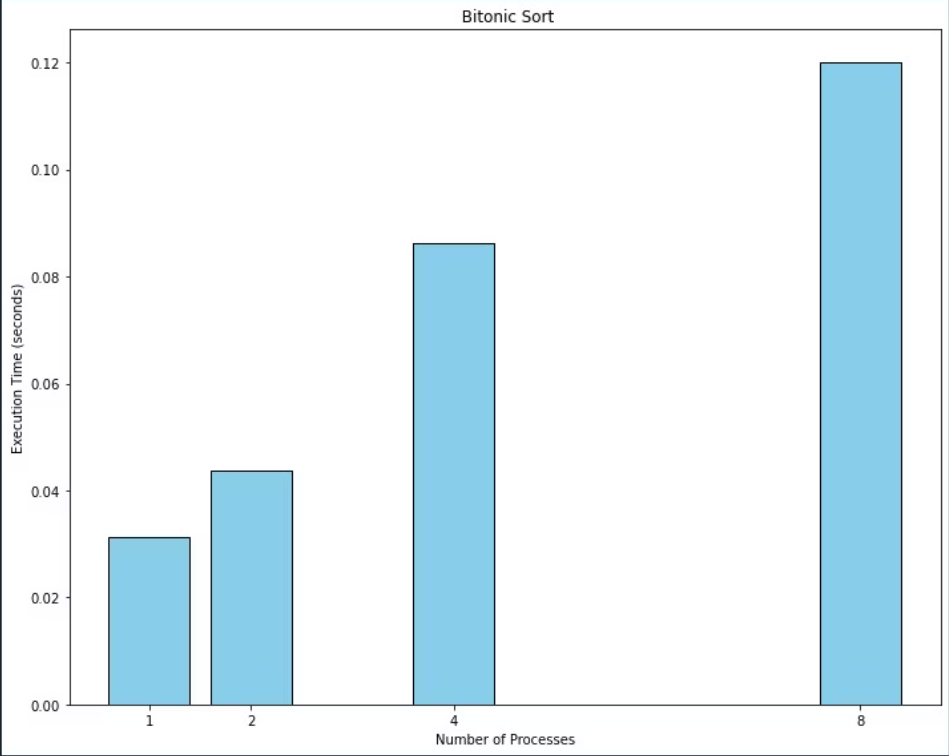 Bitonic Sort
0.12
0.10
0.08
0.06
0.04
0.02
0.00
Execution Time (seconds)
1 2 4 8
Number of Processes